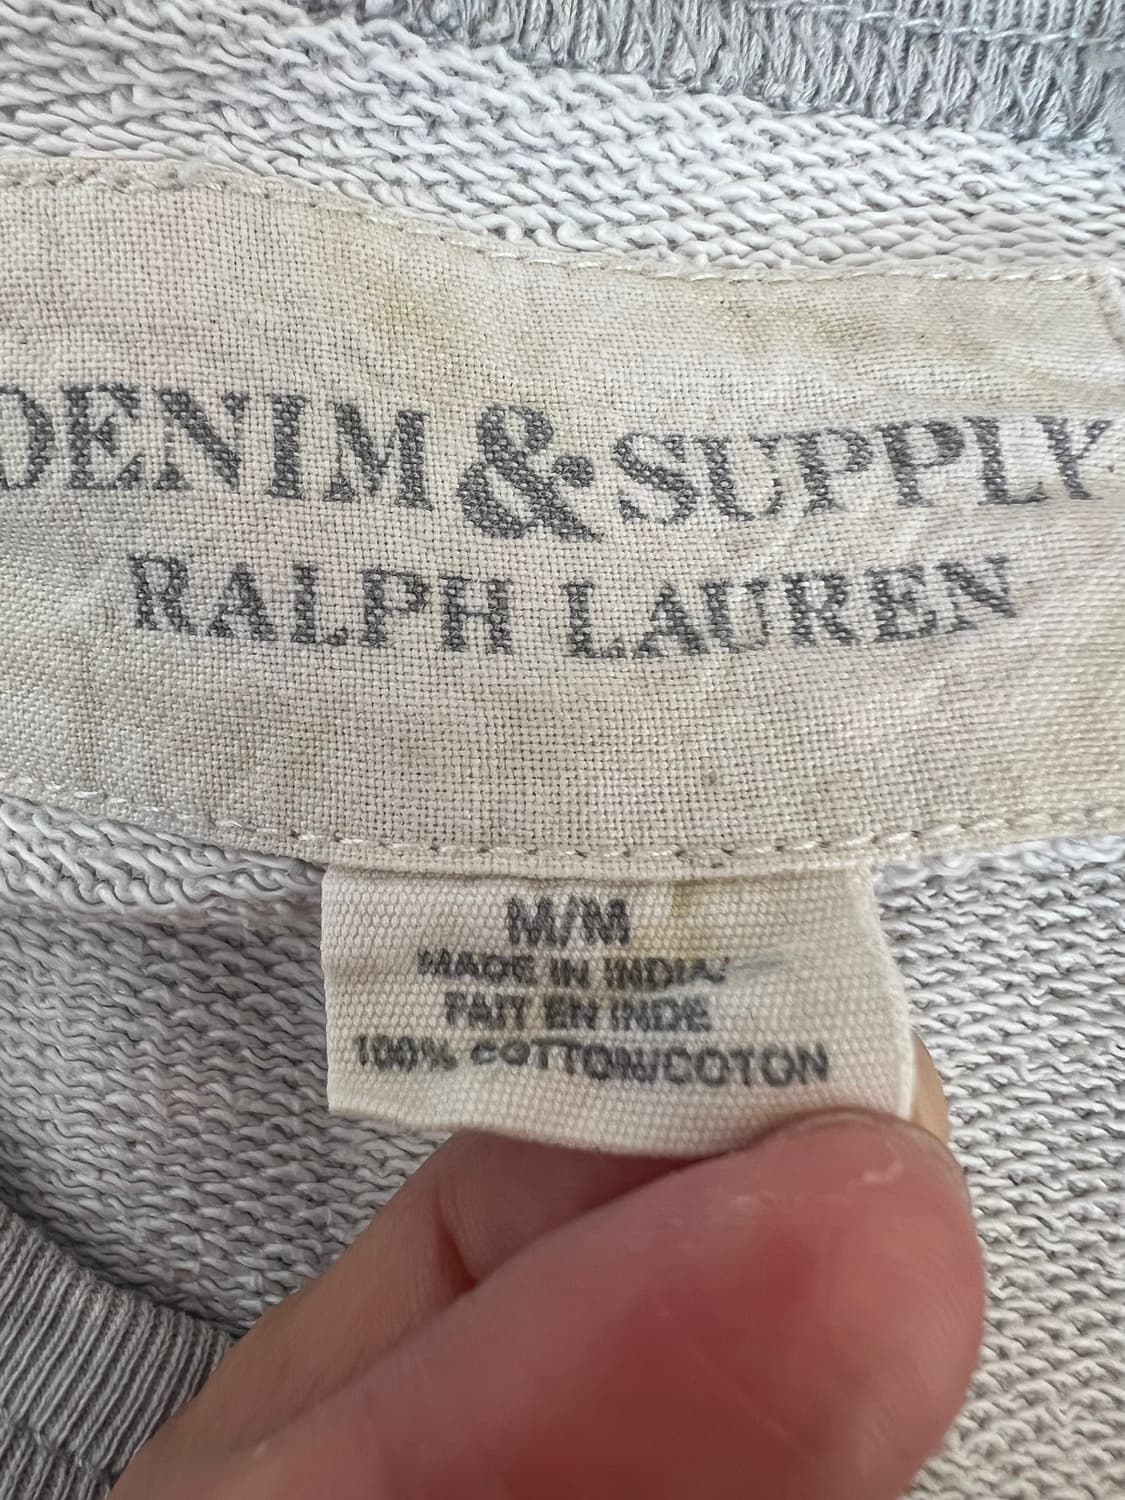 DENIM & SUPPLY
RALPH LAUREN
M/M
MADE IN INDIA/
FAIT EN INDE
100% COTTON/COTON